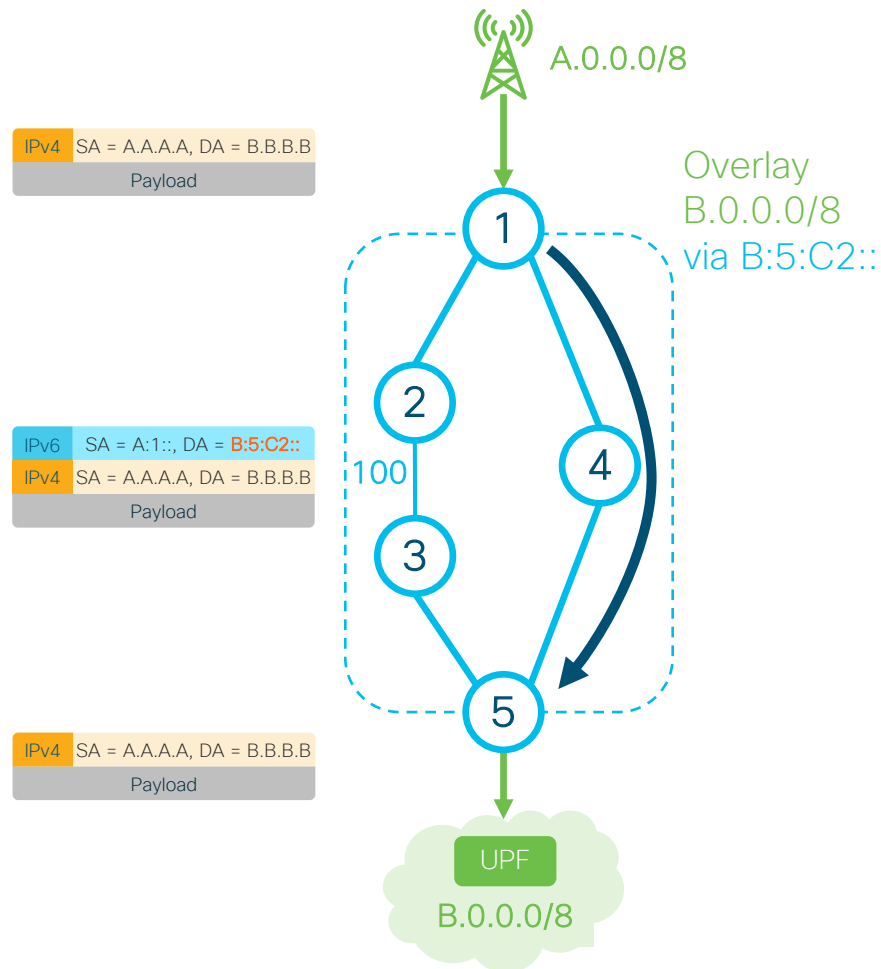 A.0.0.0/8
IPv4 SA = A.A.A.A, DA = B.B.B.B
Payload
Overlay
B.0.0.0/8
via B:5:C2::
1
2
IPv6 SA = A:1::, DA = B:5:C2::
IPv4 SA = A.A.A.A, DA = B.B.B.B
Payload
100
4
3
5
IPv4 SA = A.A.A.A, DA = B.B.B.B
Payload
UPF
B.0.0.0/8